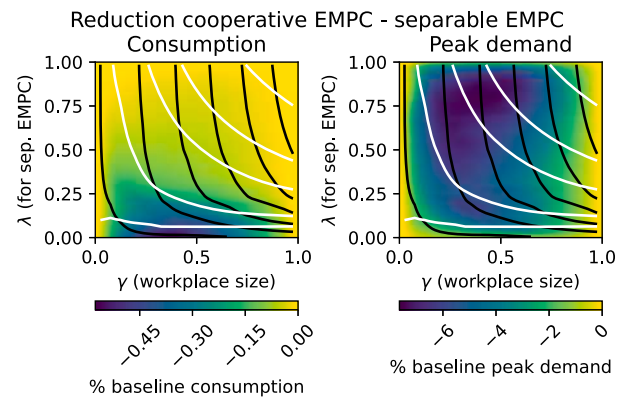 Reduction cooperative EMPC - separable EMPC
Consumption
Peak demand
λ (for sep. EMPC)
1.00
0.75
0.50
0.25
0.00
0.0
0.5
1.0
γ (workplace size)
−0.45
−0.30
−0.15
0.00
% baseline consumption
λ (for sep. EMPC)
1.00
0.75
0.50
0.25
0.00
0.0
0.5
1.0
γ (workplace size)
−6
−4
−2
0
% baseline peak demand